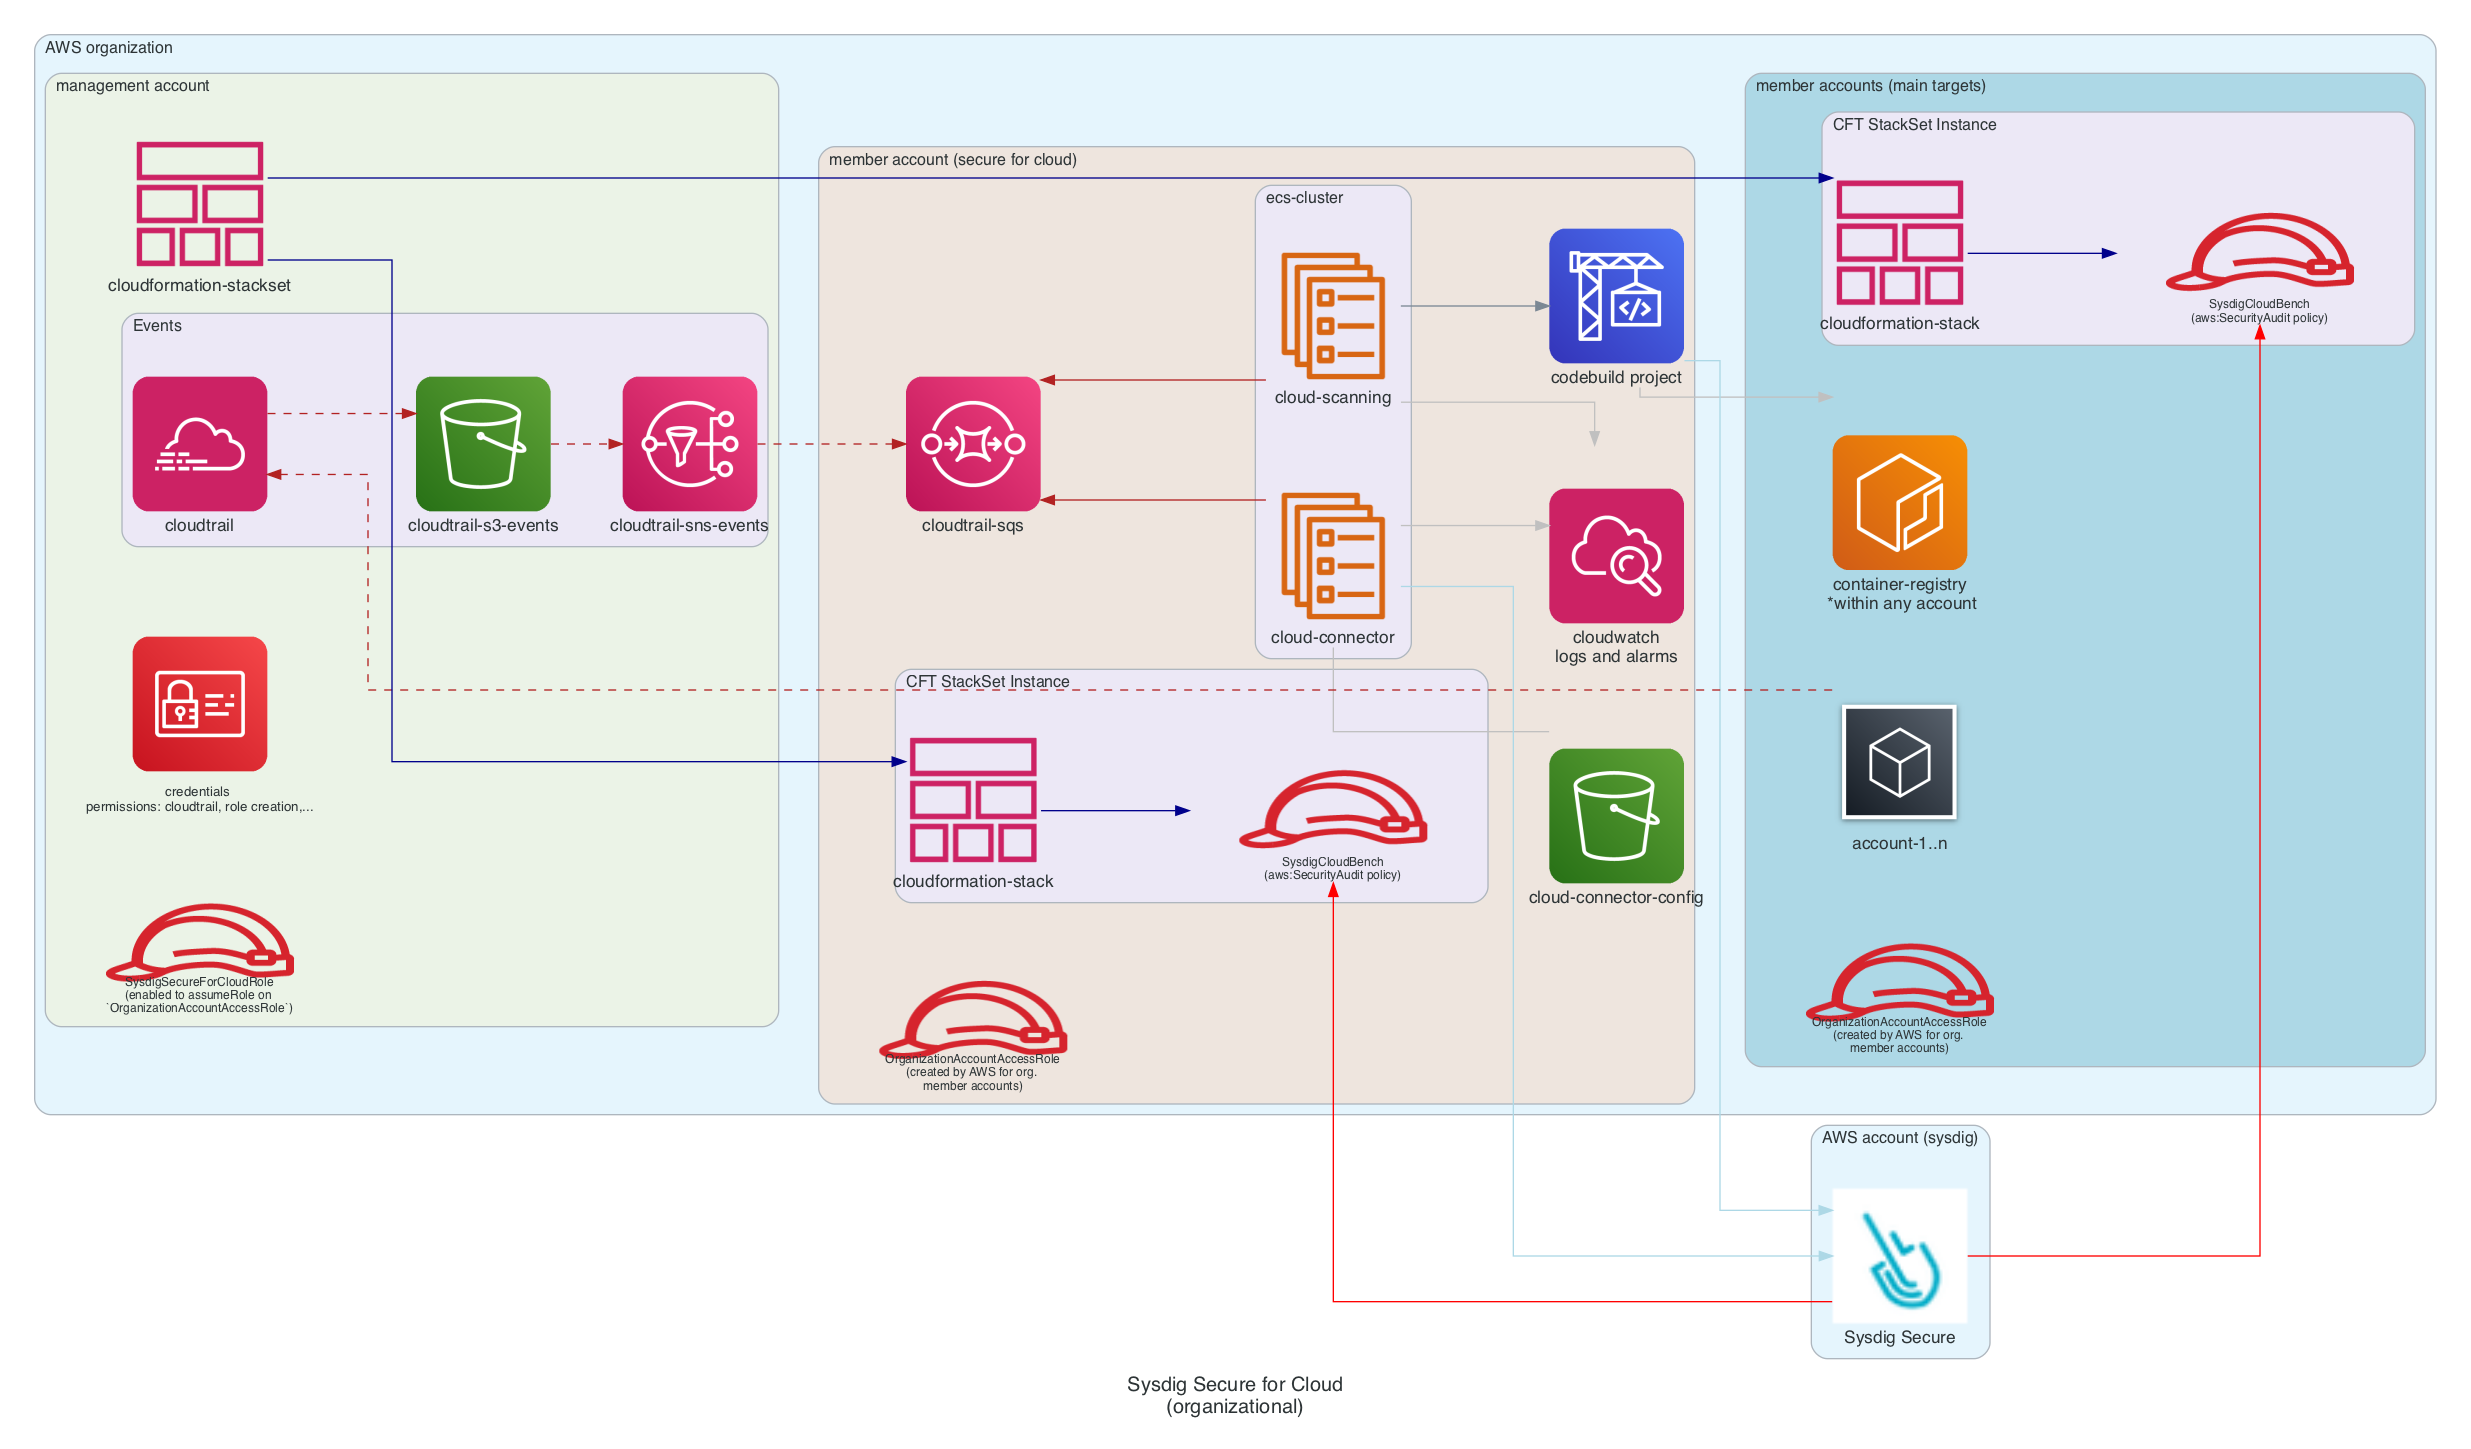 AWS organization
management account
cloudformation-stackset
Events
cloudtrail
cloudtrail-s3-events
cloudtrail-sns-events
credentials
permissions: cloudtrail, role creation,...
SysdigSecureForCloudRole
(enabled to assumeRole on
`OrganizationAccountAccessRole`)
member account (secure for cloud)
ecs-cluster
cloud-scanning
cloud-connector
cloudtrail-sqs
codebuild project
cloudwatch
logs and alarms
CFT StackSet Instance
cloudformation-stack
SysdigCloudBench
(aws:SecurityAudit policy)
cloud-connector-config
OrganizationAccountAccessRole
(created by AWS for org.
member accounts)
member accounts (main targets)
CFT StackSet Instance
cloudformation-stack
SysdigCloudBench
(aws:SecurityAudit policy)
container-registry
*within any account
account-1..n
OrganizationAccountAccessRole
(created by AWS for org.
member accounts)
AWS account (sysdig)
Sysdig Secure
Sysdig Secure for Cloud
(organizational)